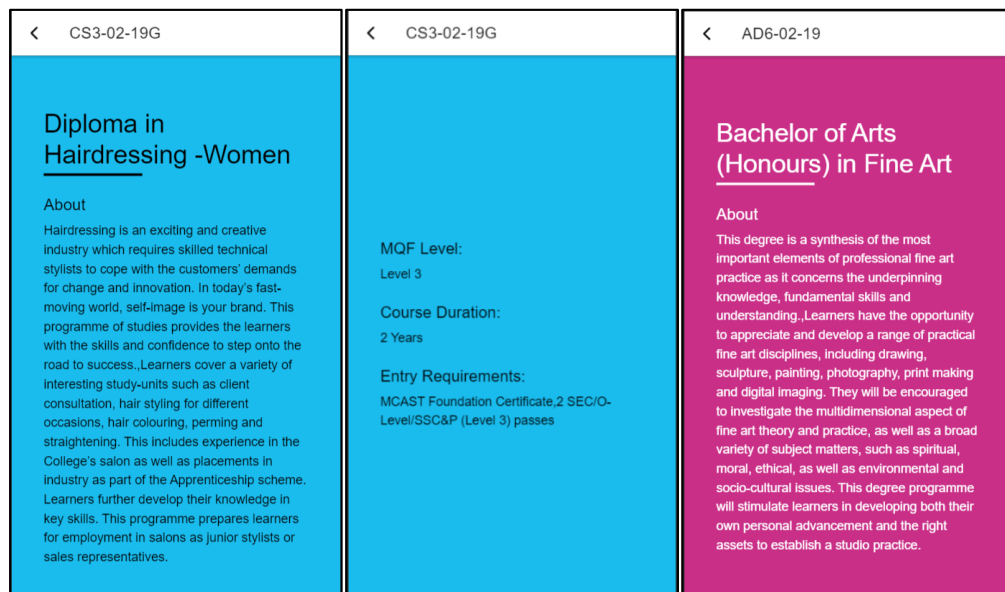 CS3-02-19G
Diploma in
Hairdressing -Women
About
Hairdressing is an exciting and creative
industry which requires skilled technical
stylists to cope with the customers' demands
for change and innovation. In today's fast-
moving world, self-image is your brand. This
programme of studies provides the learners
with the skills and confidence to step onto the
road to success.,Learners cover a variety of
interesting study-units such as client
consultation, hair styling for different
occasions, hair colouring, perming and
straightening. This includes experience in the
College's salon as well as placements in
industry as part of the Apprenticeship scheme.
Learners further develop their knowledge in
key skills. This programme prepares learners
for employment in salons as junior stylists or
sales representatives.
CS3-02-19G
MQF Level:
Level 3
Course Duration:
2 Years
Entry Requirements:
MCAST Foundation Certificate,2 SEC/O-
Level/SSC&P (Level 3) passes
AD6-02-19
Bachelor of Arts
(Honours) in Fine Art
About
This degree is a synthesis of the most
important elements of professional fine art
practice as it concerns the underpinning
knowledge, fundamental skills and
understanding.,Learners have the opportunity
to appreciate and develop a range of practical
fine art disciplines, including drawing,
sculpture, painting, photography, print making
and digital imaging. They will be encouraged
to investigate the multidimensional aspect of
fine art theory and practice, as well as a broad
variety of subject matters, such as spiritual,
moral, ethical, as well as environmental and
socio-cultural issues. This degree programme
will stimulate learners in developing both their
own personal advancement and the right
assets to establish a studio practice.